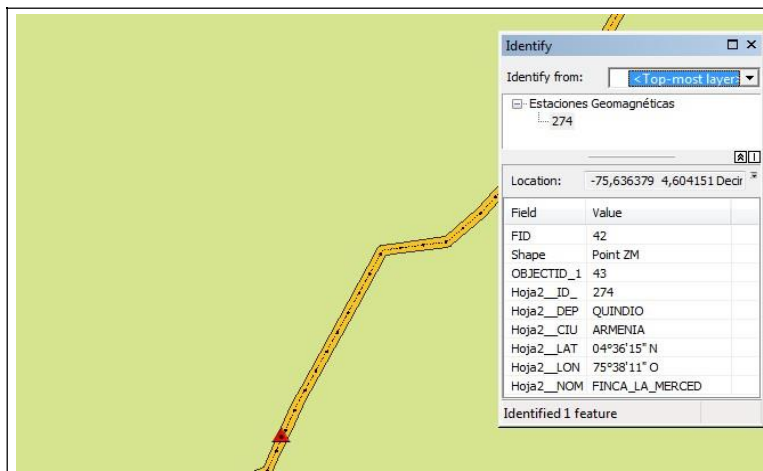 Identify
Identify from: <Top-most layer>
Estaciones Geomagnéticas
274
Location: -75,636379 4,604151 Decir
Field Value
FID 42
Shape Point ZM
OBJECTID_1 43
Hoja2__ID_ 274
Hoja2__DEP QUINDIO
Hoja2__CIU ARMENIA
Hoja2__LAT 04°36'15" N
Hoja2__LON 75°38'11" O
Hoja2__NOM FINCA_LA_MERCED
Identified 1 feature